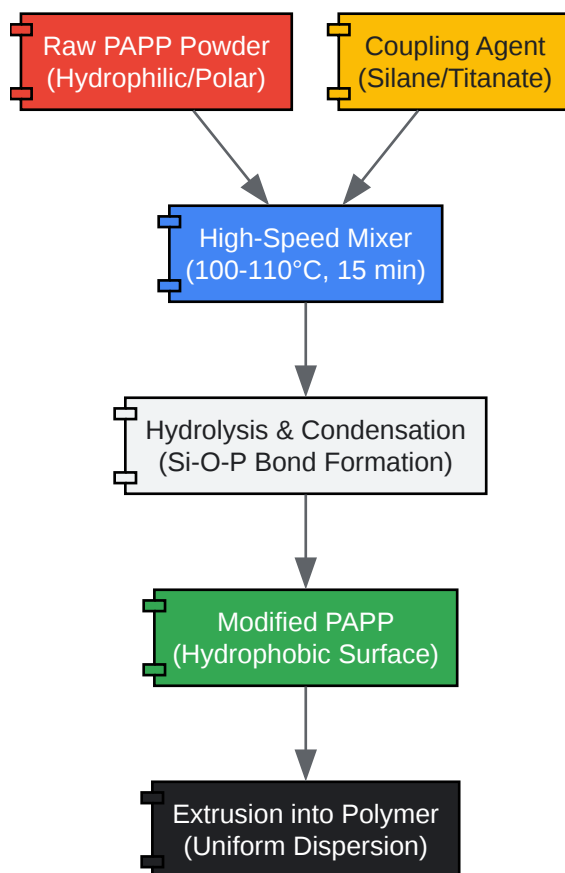 Raw PAPP Powder
(Hydrophilic/Polar)
Coupling Agent
(Silane/Titanate)
High-Speed Mixer
(100-110°C, 15 min)
Hydrolysis & Condensation
(Si-O-P Bond Formation)
Modified PAPP
(Hydrophobic Surface)
Extrusion into Polymer
(Uniform Dispersion)